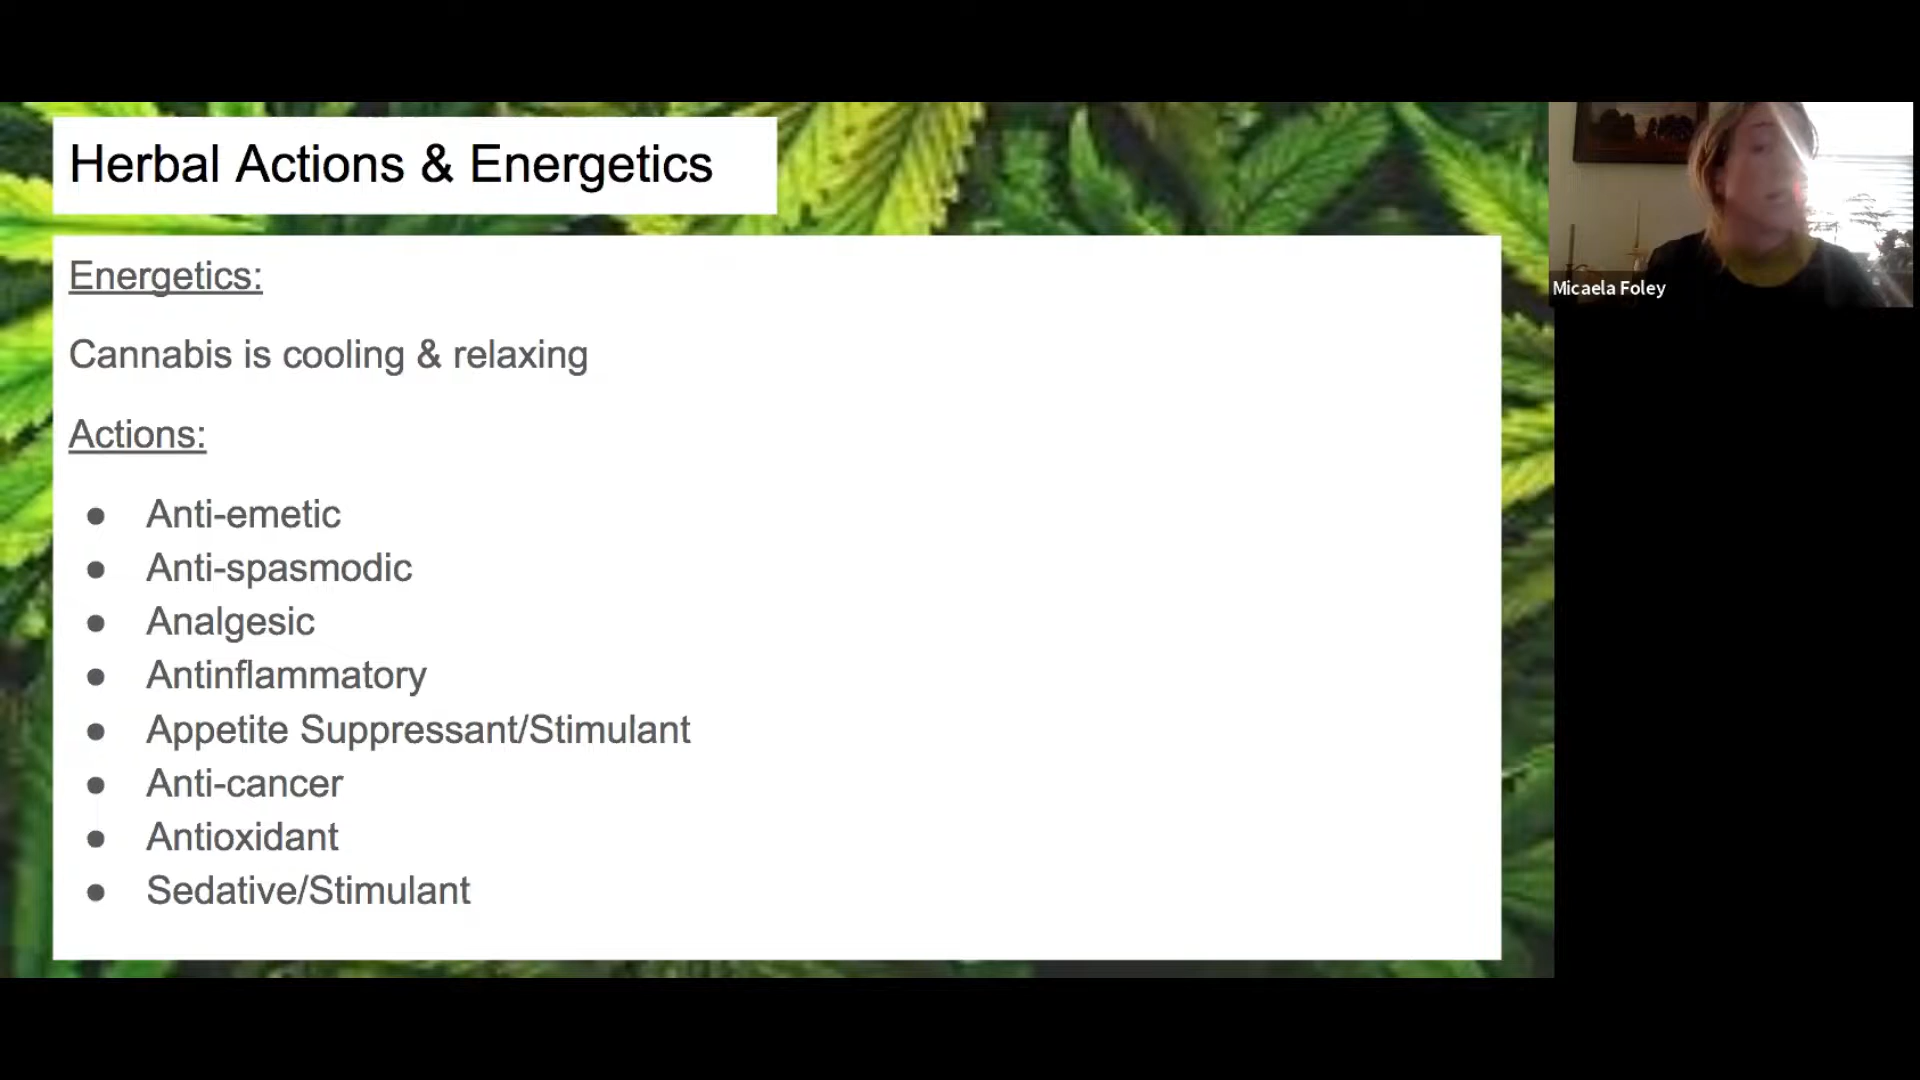 Herbal Actions & Energetics
Energetics:
Cannabis is cooling & relaxing
Actions:
● Anti-emetic
● Anti-spasmodic
● Analgesic
● Antinflammatory
● Appetite Suppressant/Stimulant
● Anti-cancer
● Antioxidant
● Sedative/Stimulant
Micaela Foley